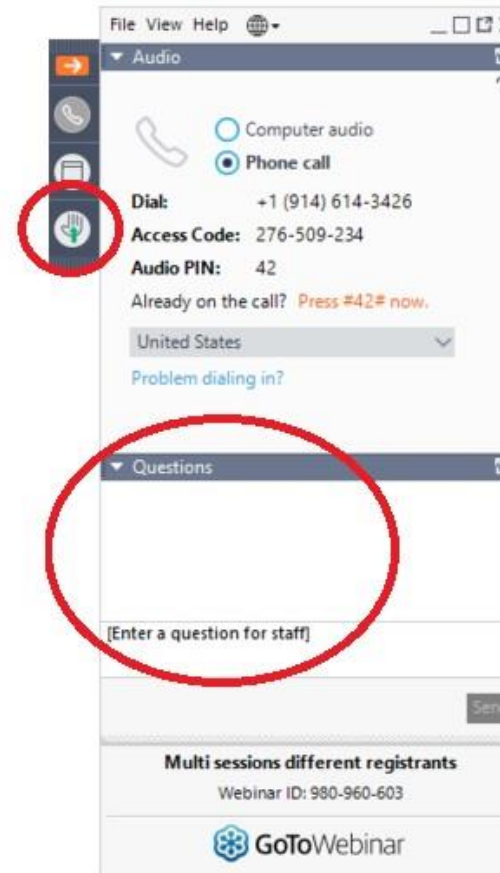 File View Help
Audio
Computer audio
Phone call
Dial: +1 (914) 614-3426
Access Code: 276-509-234
Audio PIN: 42
Already on the call? Press #42# now.
United States
Problem dialing in?
Questions
[Enter a question for staff]
Multi sessions different registrants
Webinar ID: 980-960-603
GoToWebinar